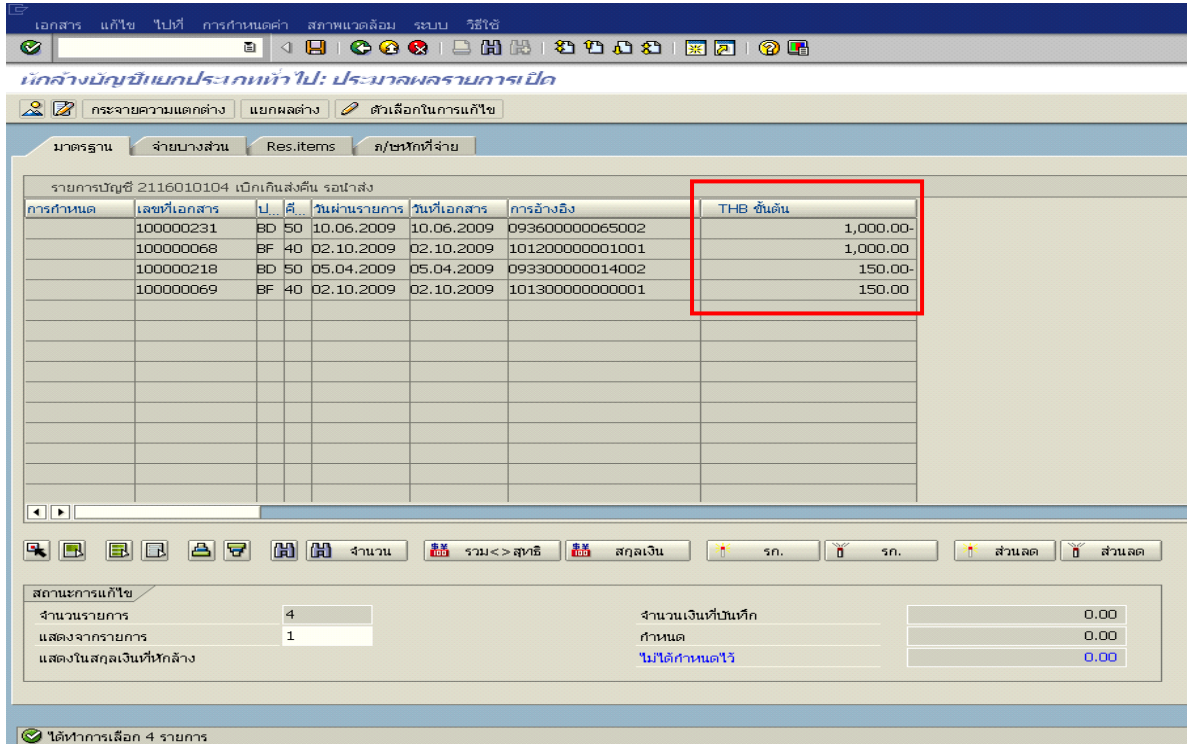 เอกสาร แก้ไข ไปที่ การกำหนดค่า สภาพแวดล้อม ระบบ วิธีใช้
หักล้างบัญชีแยกประเภททั่วไป: ประมวลผลรายการเปิด
กระจายความแตกต่าง แยกผลต่าง ตัวเลือกในการแก้ไข
มาตรฐาน จ่ายบางส่วน Res.items ภ/ษหักที่จ่าย
รายการบัญชี 2116010104 เบิกเกินส่งคืน รอนำส่ง
การกำหนด เลขที่เอกสาร ป... คี... วันผ่านรายการ วันที่เอกสาร การอ้างอิง THB ขั้นต้น
100000231 BD 50 10.06.2009 10.06.2009 093600000065002 1,000.00-
100000068 BF 40 02.10.2009 02.10.2009 101200000001001 1,000.00
100000218 BD 50 05.04.2009 05.04.2009 093300000014002 150.00-
100000069 BF 40 02.10.2009 02.10.2009 101300000000001 150.00
จำนวน รวม<>สุทธิ สกุลเงิน รก. รก. ส่วนลด ส่วนลด
สถานะการแก้ไข
จำนวนรายการ 4 จำนวนเงินที่บันทึก 0.00
แสดงจากรายการ 1 กำหนด 0.00
แสดงในสกุลเงินที่หักล้าง ไม่ได้กำหนดไว้ 0.00
ได้ทำการเลือก 4 รายการ